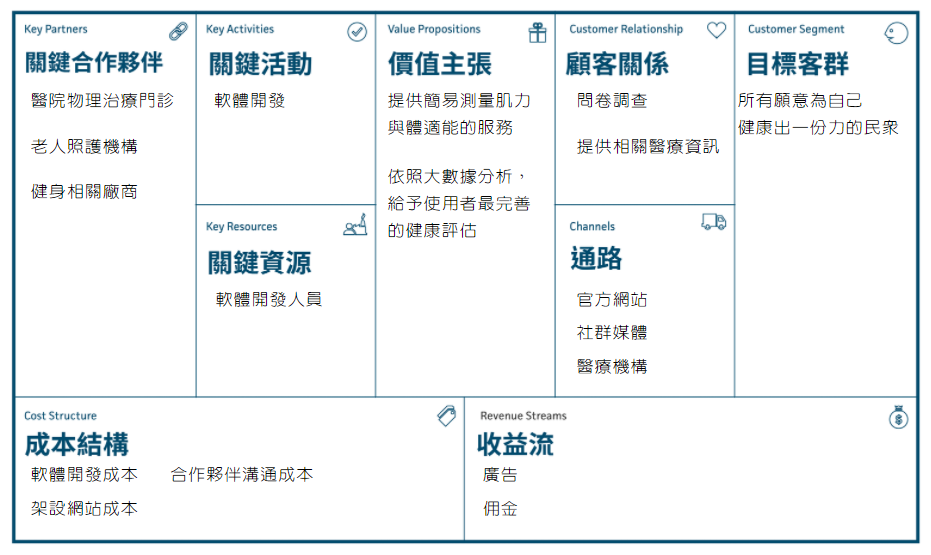 Key Partners
關鍵合作夥伴
醫院物理治療門診
老人照護機構
健身相關廠商
Key Activities
關鍵活動
軟體開發
Key Resources
關鍵資源
軟體開發人員
Value Propositions
價值主張
提供簡易測量肌力
與體適能的服務
依照大數據分析，
給予使用者最完善
的健康評估
Customer Relationship
顧客關係
問卷調查
提供相關醫療資訊
Channels
通路
官方網站
社群媒體
醫療機構
Customer Segment
目標客群
所有願意為自己
健康出一份力的民眾
Cost Structure
成本結構
軟體開發成本 合作夥伴溝通成本
架設網站成本
Revenue Streams
收益流
廣告
佣金